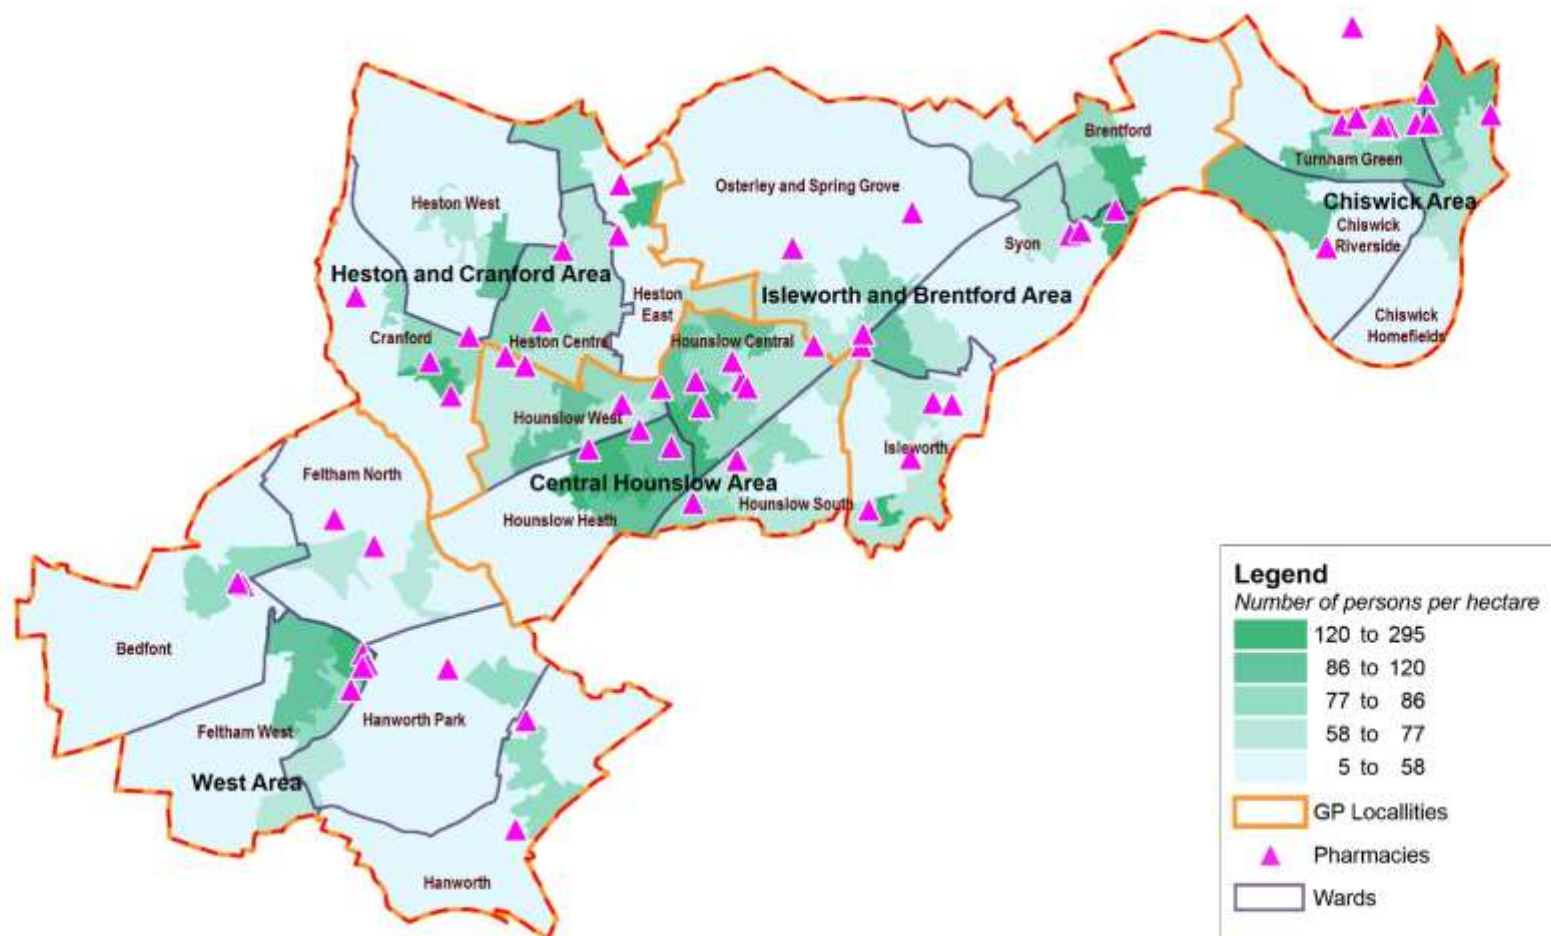 Brentford
Turnham Green
Osterley and Spring Grove
Heston West
Chiswick Area
Chiswick
Riverside
Syon
Heston and Cranford Area
Heston
East
Isleworth and Brentford Area
Chiswick
Homefields
Cranford
Heston Central
Hounslow Central
Hounslow West
Isleworth
Feltham North
Central Hounslow Area
Hounslow South
Hounslow Heath
Bedfont
Hanworth Park
Feltham West
West Area
Hanworth
Legend
Number of persons per hectare
120 to 295
86 to 120
77 to 86
58 to 77
5 to 58
GP Locallities
Pharmacies
Wards